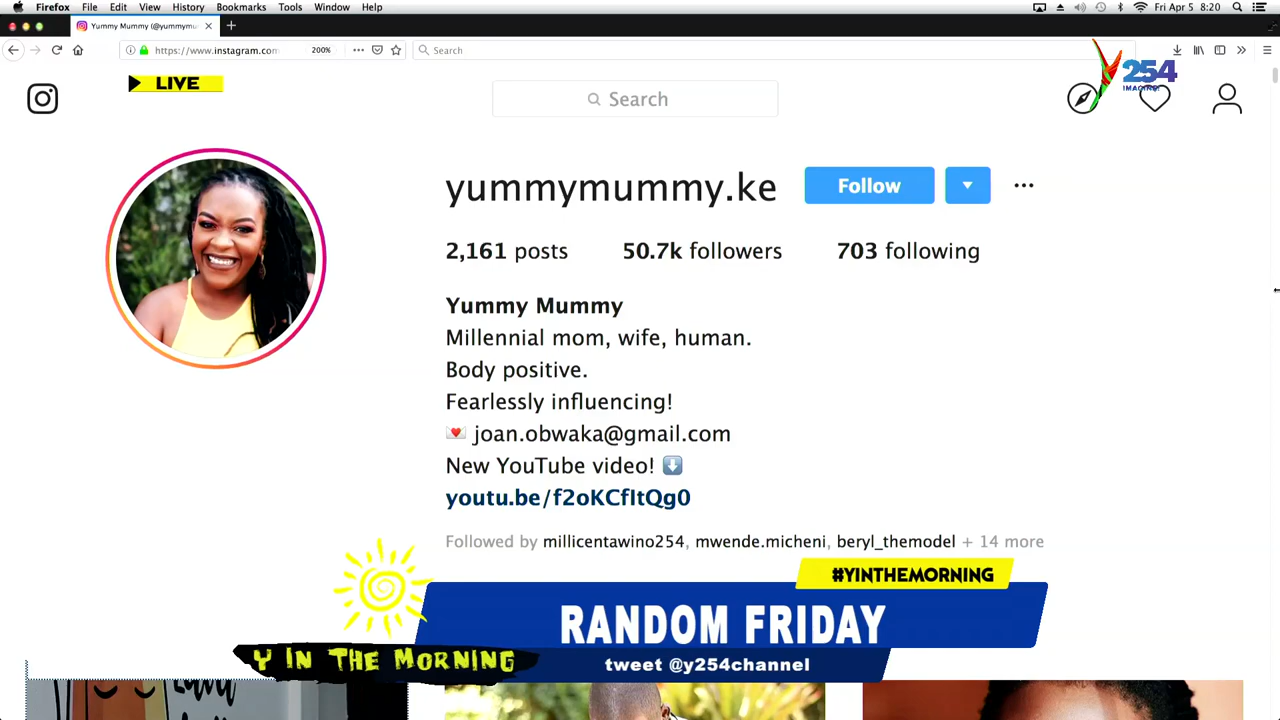 Firefox File Edit View History Bookmarks Tools Window Help
Fri Apr 5 8:20
Yummy Mummy (@yummymu
https://www.instagram.com
200%
Search
LIVE
Search
Y254
IMAGINE!
yummymummy.ke
Follow
2,161 posts 50.7k followers 703 following
Yummy Mummy
Millennial mom, wife, human.
Body positive.
Fearlessly influencing!
💌 joan.obwaka@gmail.com
New YouTube video! ⬇️
youtu.be/f2oKCfItQg0
Followed by millicentawino254, mwende.micheni, beryl_themodel + 14 more
#YINTHEMORNING
RANDOM FRIDAY
Y IN THE MORNING
tweet @y254channel